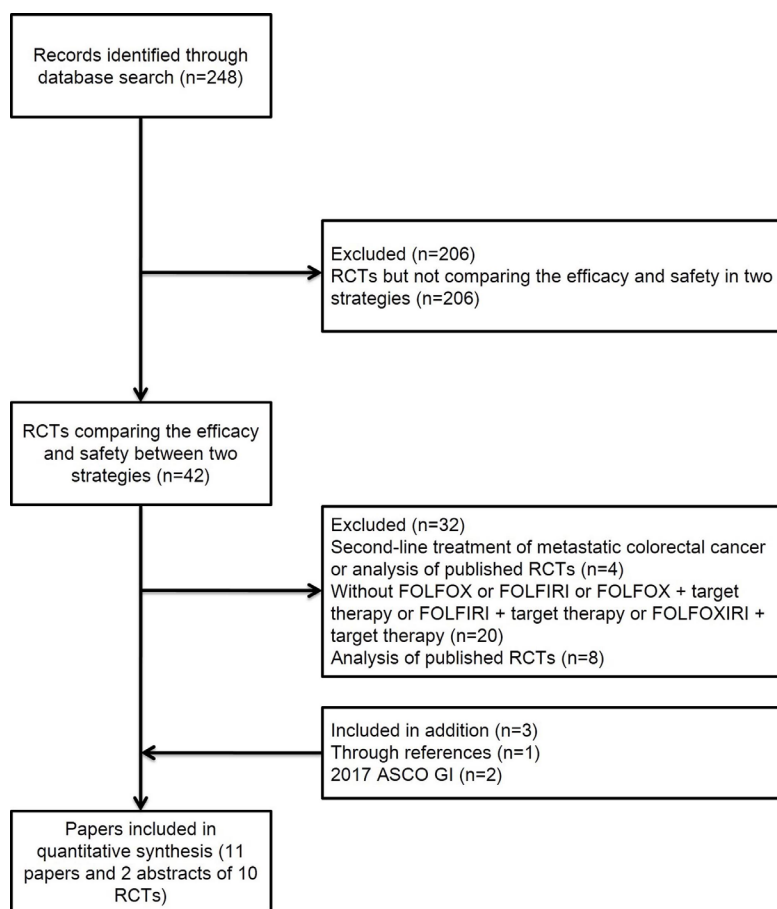 Records identified through
database search (n=248)
Excluded (n=206)
RCTs but not comparing the efficacy and safety in two
strategies (n=206)
RCTs comparing the efficacy
and safety between two
strategies (n=42)
Excluded (n=32)
Second-line treatment of metastatic colorectal cancer
or analysis of published RCTs (n=4)
Without FOLFOX or FOLFIRI or FOLFOX + target
therapy or FOLFIRI + target therapy or FOLFOXIRI +
target therapy (n=20)
Analysis of published RCTs (n=8)
Included in addition (n=3)
Through references (n=1)
2017 ASCO GI (n=2)
Papers included in
quantitative synthesis (11
papers and 2 abstracts of 10
RCTs)